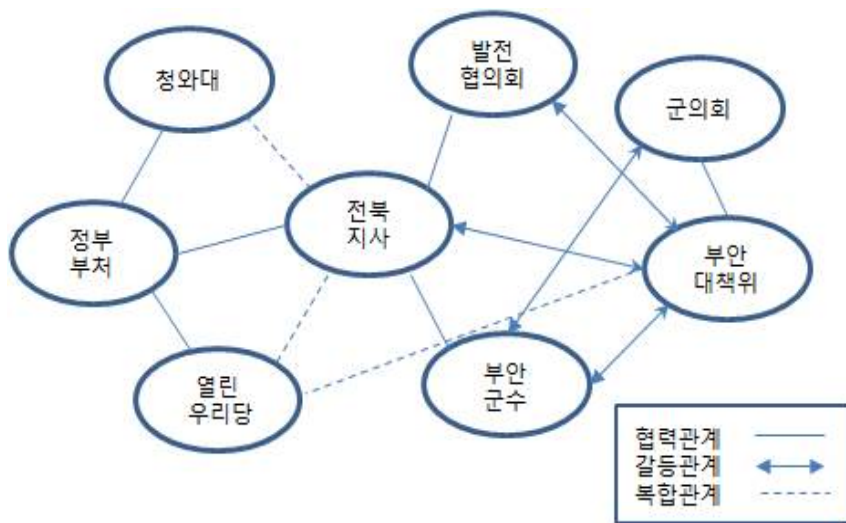 청와대
발전
협의회
군의회
전북
지사
정부
부처
부안
대책위
열린
우리당
부안
군수
협력관계
갈등관계
복합관계